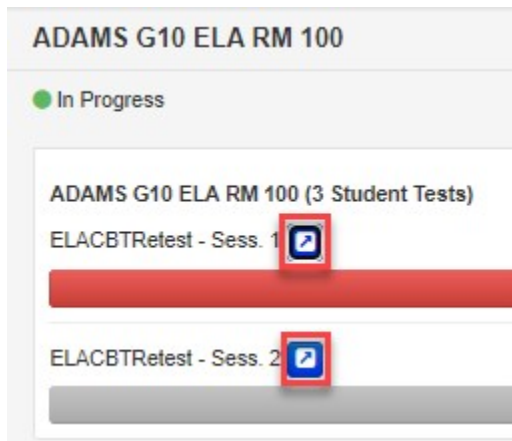 ADAMS G10 ELA RM 100
In Progress
ADAMS G10 ELA RM 100 (3 Student Tests)
ELACBTRetest - Sess. 1
ELACBTRetest - Sess. 2